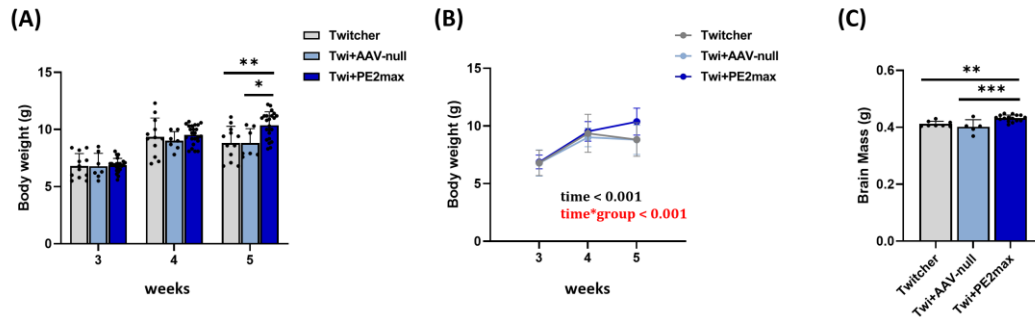 (A)
Twitcher
Twi+AAV-null
Twi+PE2max
Body weight (g)
15
10
5
0
**
*
3 4 5
weeks
(B)
Twitcher
Twi+AAV-null
Twi+PE2max
Body weight (g)
15
10
5
0
time < 0.001
time*group < 0.001
3 4 5
weeks
(C)
Brain Mass (g)
0.6
0.4
0.2
0.0
**
***
Twitcher
Twi+AAV-null
Twi+PE2max